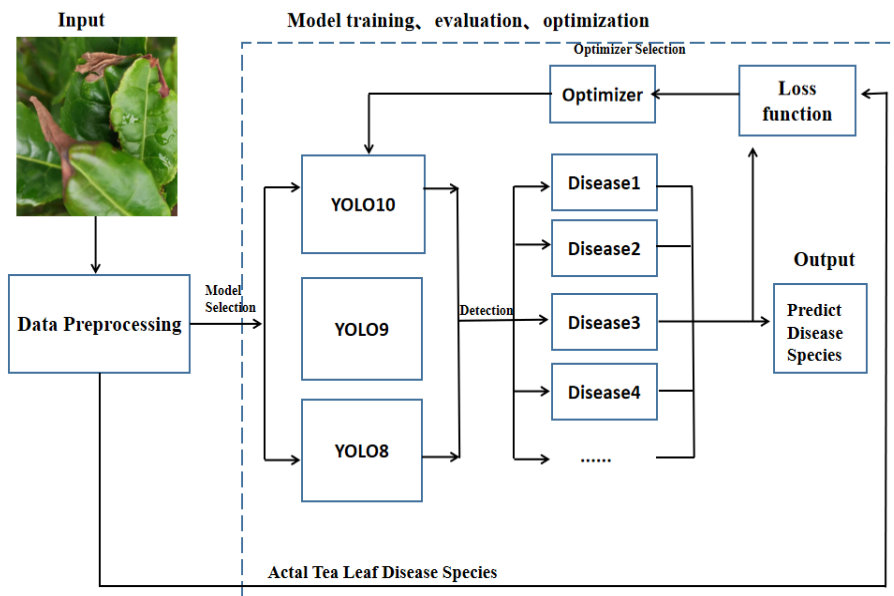 Input
Model training、evaluation、optimization
Optimizer Selection
Optimizer
Loss
function
YOLO10
Disease1
Disease2
Output
Data Preprocessing
Model
Selection
YOLO9
Detection
Disease3
Predict
Disease
Species
Disease4
YOLO8
......
Actal Tea Leaf Disease Species